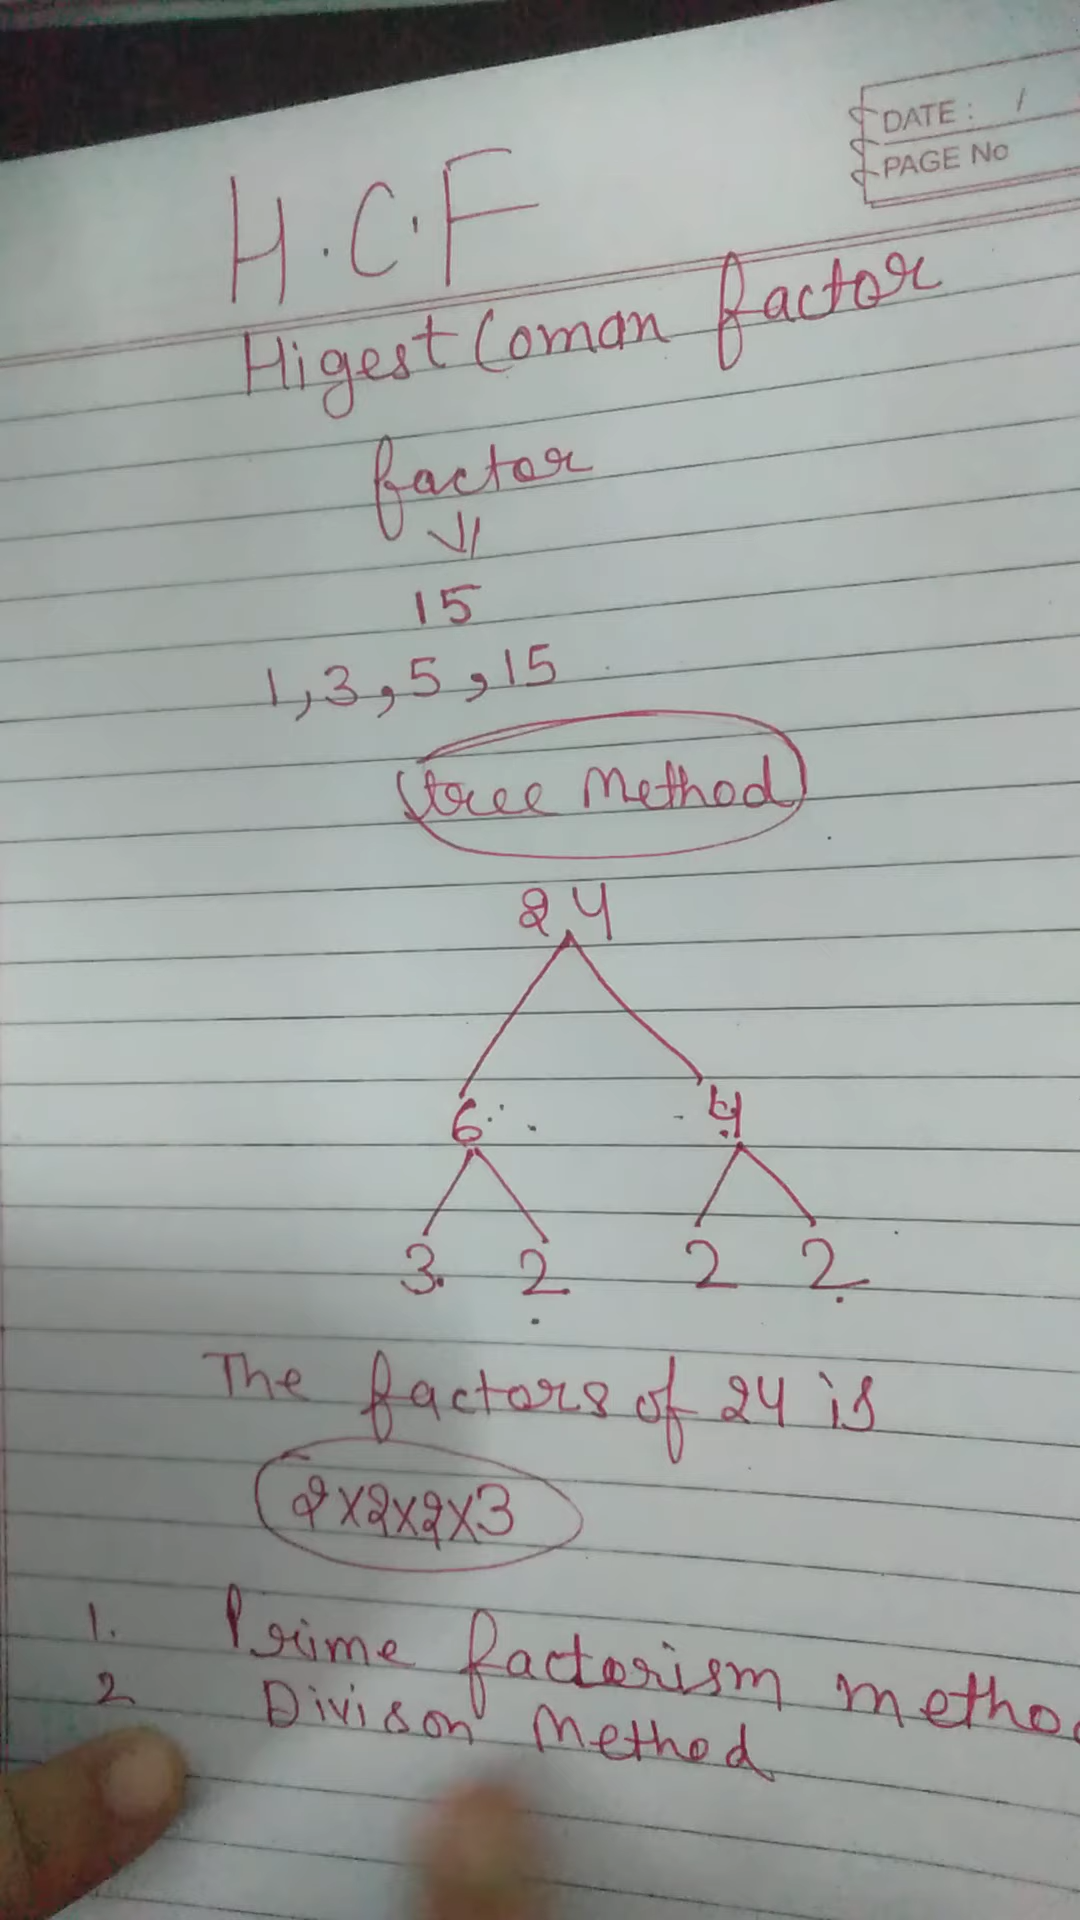 DATE: /
PAGE No
H.C.F
Higest Coman factor
factor
15
1,3,5,15
tree Method
24
6 4
3 2 2 2
The factors of 24 is
2x2x2x3
1. Prime factorism metho
2 Divison Method